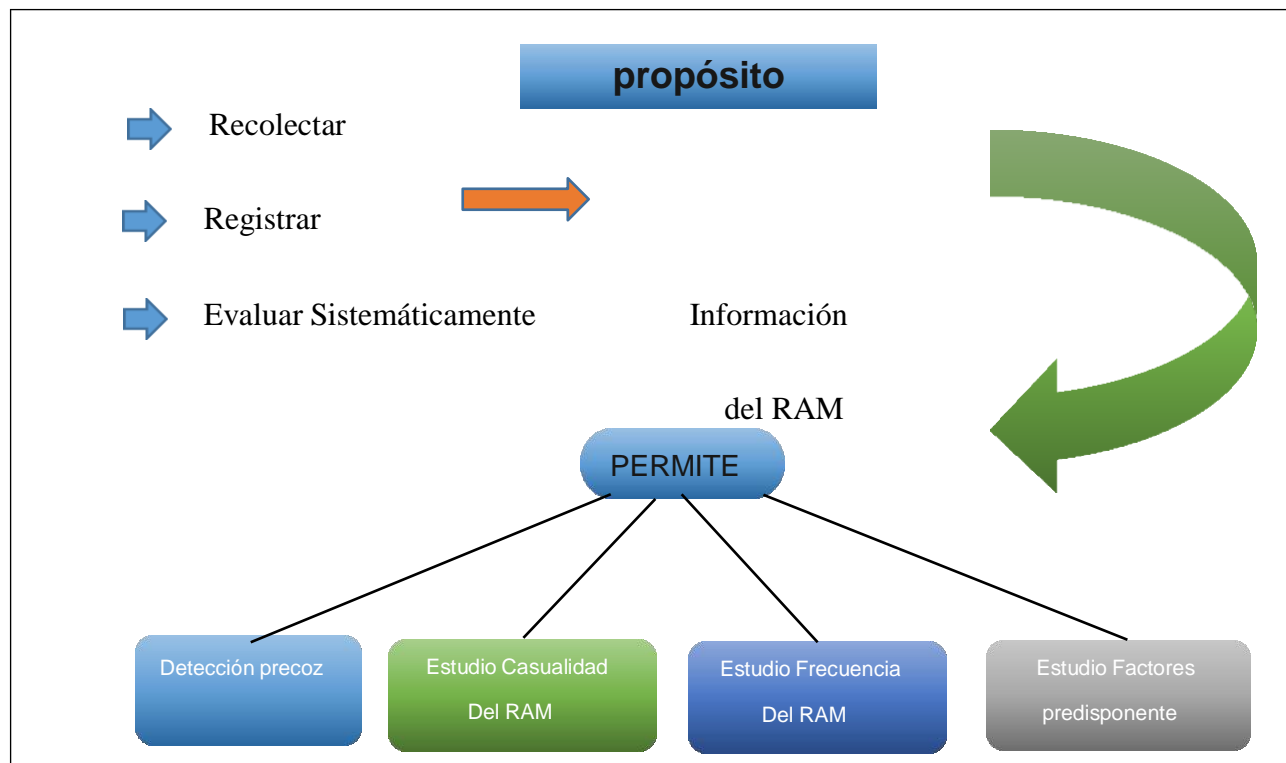 propósito
Recolectar
Registrar
Evaluar Sistemáticamente
Información
del RAM
PERMITE
Detección precoz
Estudio Casualidad
Del RAM
Estudio Frecuencia
Del RAM
Estudio Factores
predisponente